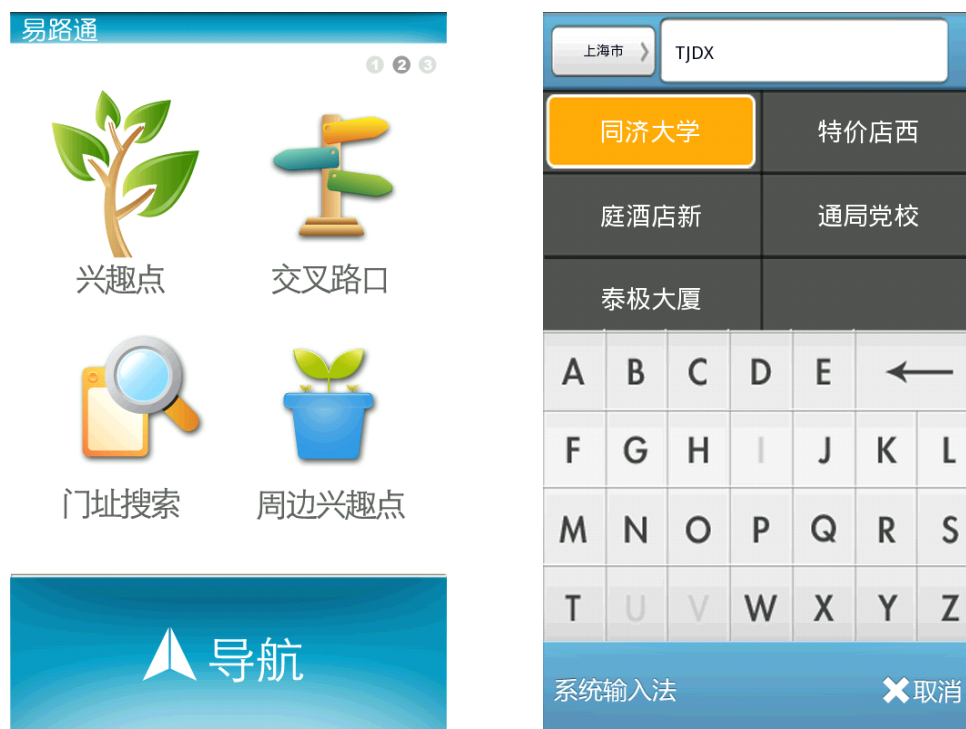 易路通
1 2 3
兴趣点
交叉路口
门址搜索
周边兴趣点
导航
上海市
TJDX
同济大学
特价店西
庭酒店新
通局党校
泰极大厦
A B C D E
F G H I J K L
M N O P Q R S
T U V W X Y Z
系统输入法
取消